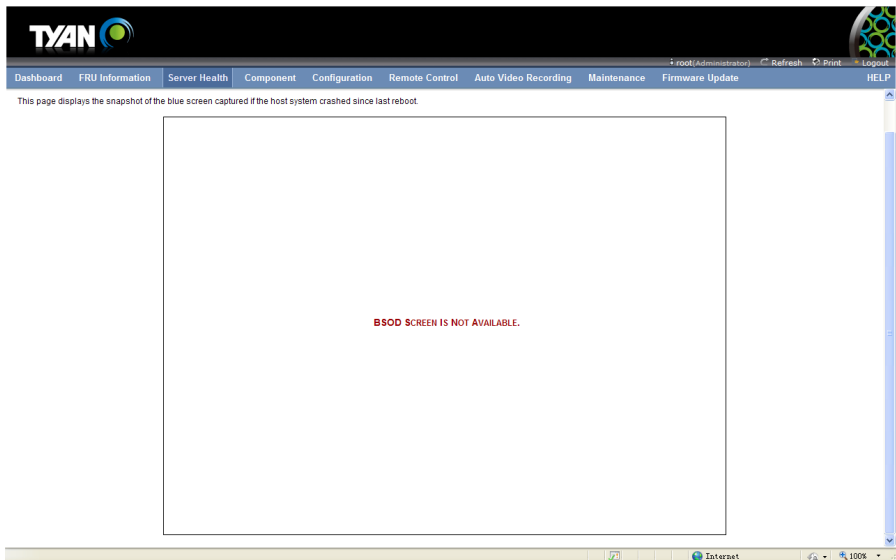 TYAN
root(Administrator) Refresh Print Logout
Dashboard FRU Information Server Health Component Configuration Remote Control Auto Video Recording Maintenance Firmware Update HELP
This page displays the snapshot of the blue screen captured if the host system crashed since last reboot.
BSOD SCREEN IS NOT AVAILABLE.
Internet 100%